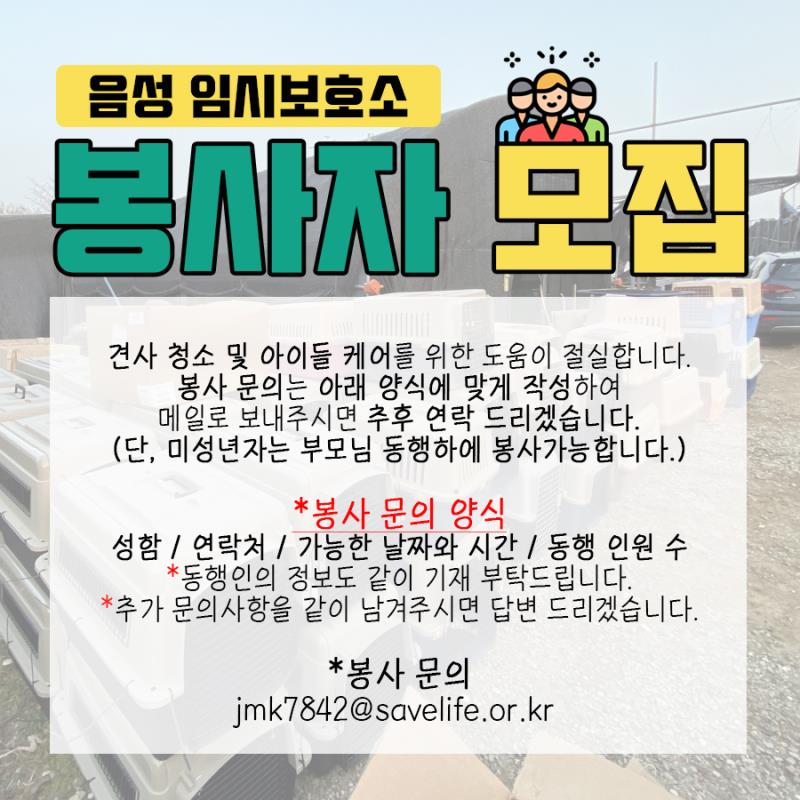 음성 임시보호소
봉사자 모집
견사 청소 및 아이들 케어를 위한 도움이 절실합니다.
봉사 문의는 아래 양식에 맞게 작성하여
메일로 보내주시면 추후 연락 드리겠습니다.
(단, 미성년자는 부모님 동행하에 봉사가능합니다.)
*봉사 문의 양식
성함 / 연락처 / 가능한 날짜와 시간 / 동행 인원 수
*동행인의 정보도 같이 기재 부탁드립니다.
*추가 문의사항을 같이 남겨주시면 답변 드리겠습니다.
*봉사 문의
jmk7842@savelife.or.kr